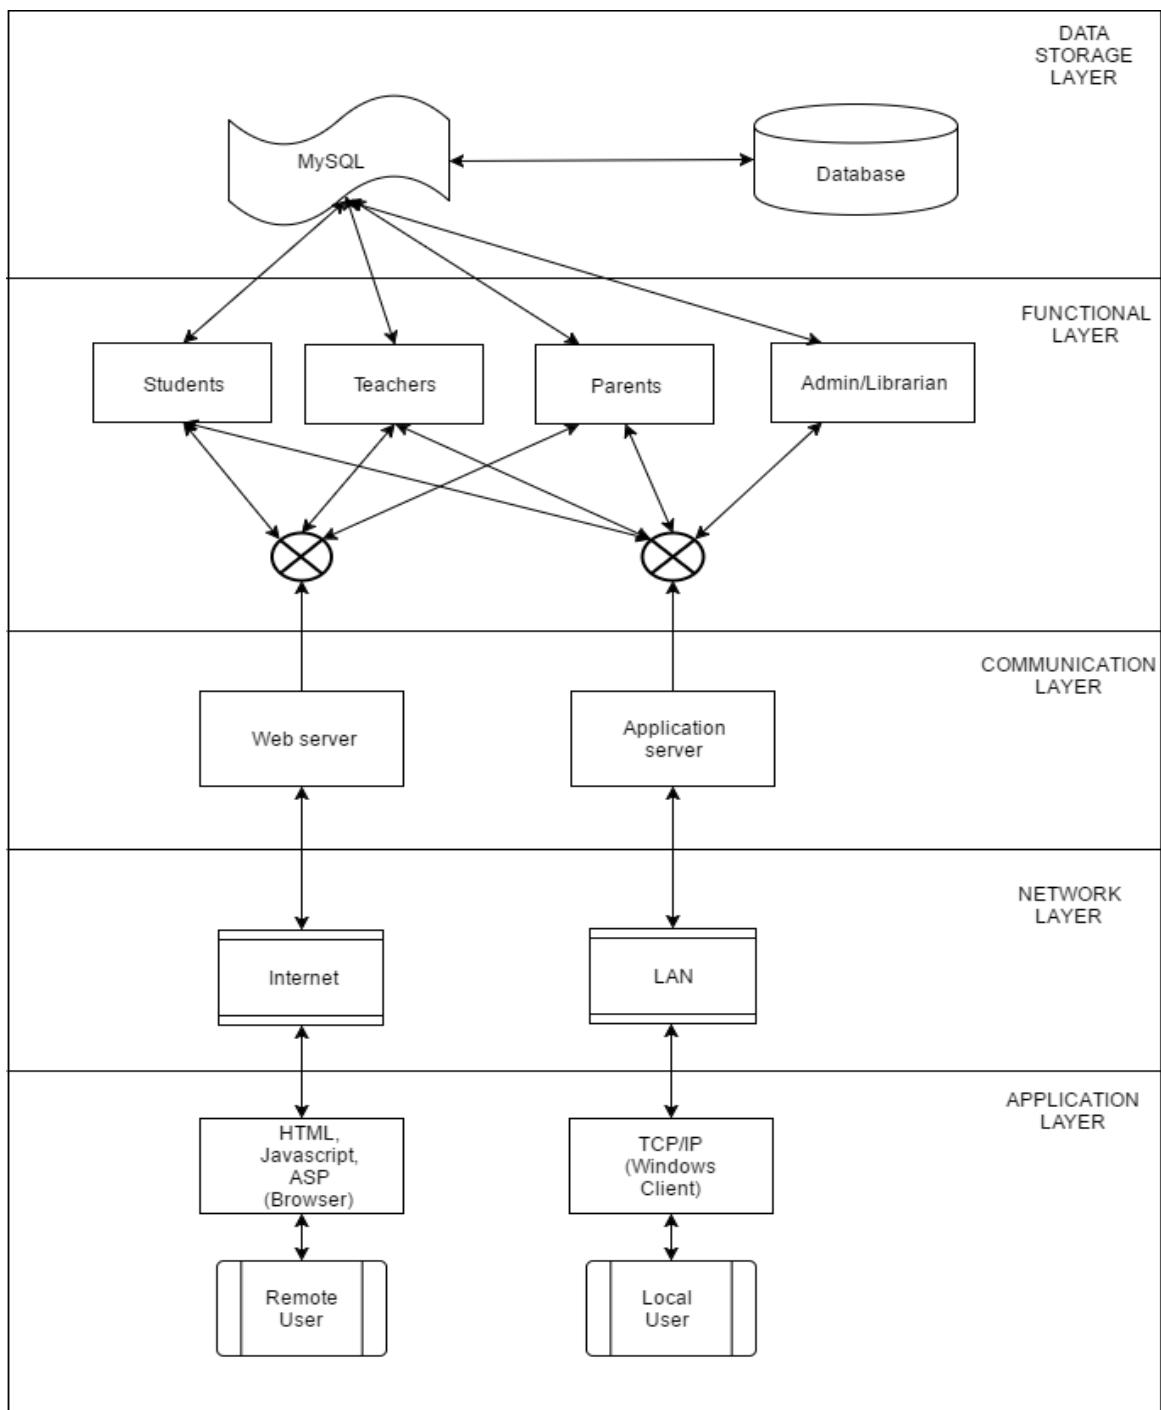 DATA
STORAGE
LAYER
MySQL
Database
FUNCTIONAL
LAYER
Students
Teachers
Parents
Admin/Librarian
COMMUNICATION
LAYER
Web server
Application
server
NETWORK
LAYER
Internet
LAN
APPLICATION
LAYER
HTML,
Javascript,
ASP
(Browser)
TCP/IP
(Windows
Client)
Remote
User
Local
User